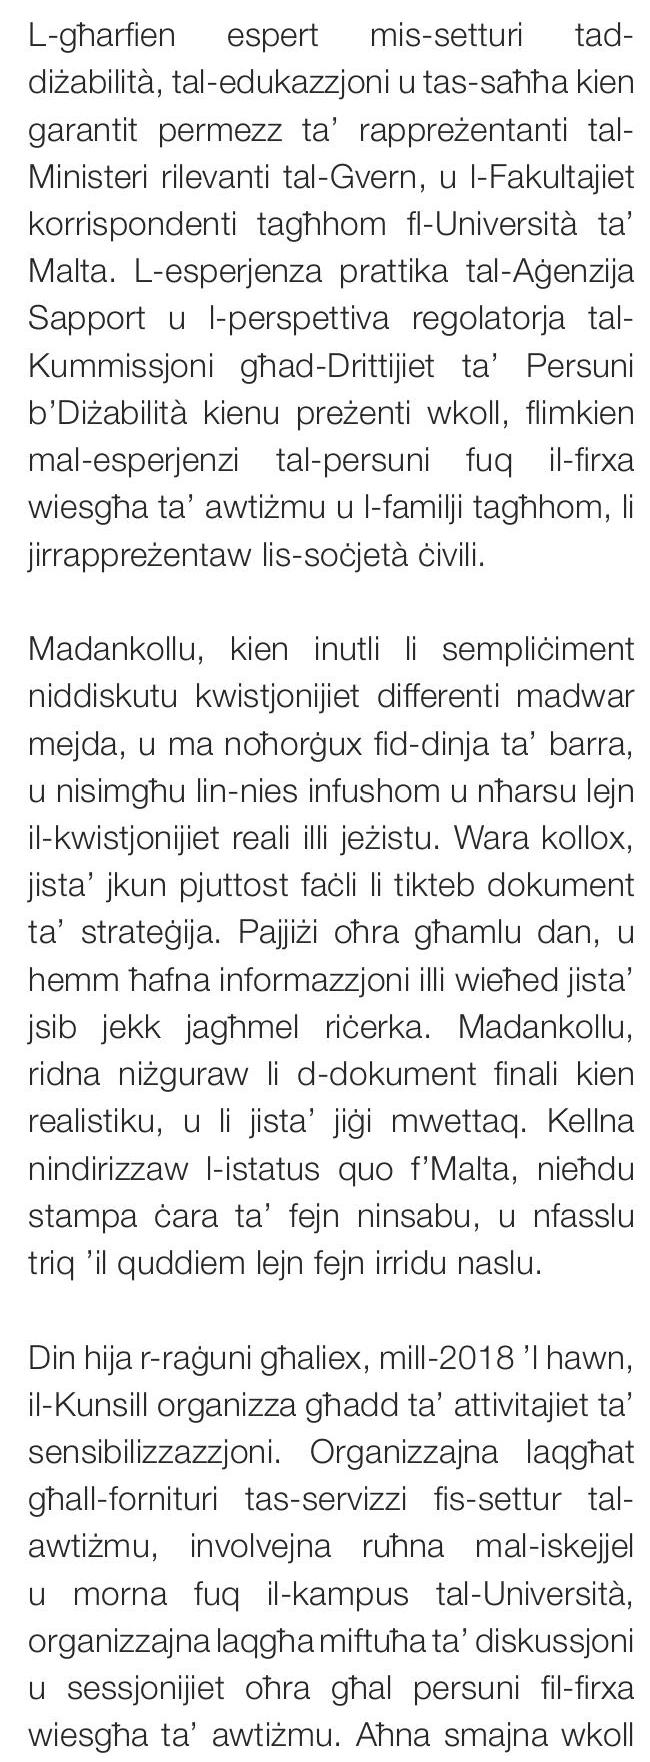 L-għarfien espert mis-setturi tad-
diżabilità, tal-edukazzjoni u tas-saħħa kien
garantit permezz ta’ rappreżentanti tal-
Ministeri rilevanti tal-Gvern, u l-Fakultajiet
korrispondenti tagħhom fl-Università ta’
Malta. L-esperjenza prattika tal-Aġenzija
Sapport u l-perspettiva regolatorja tal-
Kummissjoni għad-Drittijiet ta’ Persuni
b’Diżabilità kienu preżenti wkoll, flimkien
mal-esperjenzi tal-persuni fuq il-firxa
wiesgħa ta’ awtiżmu u l-familji tagħhom, li
jirrappreżentaw lis-soċjetà ċivili.

Madankollu, kien inutli li sempliċiment
niddiskutu kwistjonijiet differenti madwar
mejda, u ma noħorġux fid-dinja ta’ barra,
u nisimgħu lin-nies infushom u nħarsu lejn
il-kwistjonijiet reali illi jeżistu. Wara kollox,
jista’ jkun pjuttost faċli li tikteb dokument
ta’ strateġija. Pajjiżi oħra għamlu dan, u
hemm ħafna informazzjoni illi wieħed jista’
jsib jekk jagħmel riċerka. Madankollu,
ridna niżguraw li d-dokument finali kien
realistiku, u li jista’ jiġi mwettaq. Kellna
nindirizzaw l-istatus quo f’Malta, nieħdu
stampa ċara ta’ fejn ninsabu, u nfasslu
triq ’il quddiem lejn fejn irridu naslu.

Din hija r-raġuni għaliex, mill-2018 ’l hawn,
il-Kunsill organizza għadd ta’ attivitajiet ta’
sensibilizzazzjoni. Organizzajna laqgħat
għall-fornituri tas-servizzi fis-settur tal-
awtiżmu, involvejna ruħna mal-iskejjel
u morna fuq il-kampus tal-Università,
organizzajna laqgħa miftuħa ta’ diskussjoni
u sessjonijiet oħra għal persuni fil-firxa
wiesgħa ta’ awtiżmu. Aħna smajna wkoll